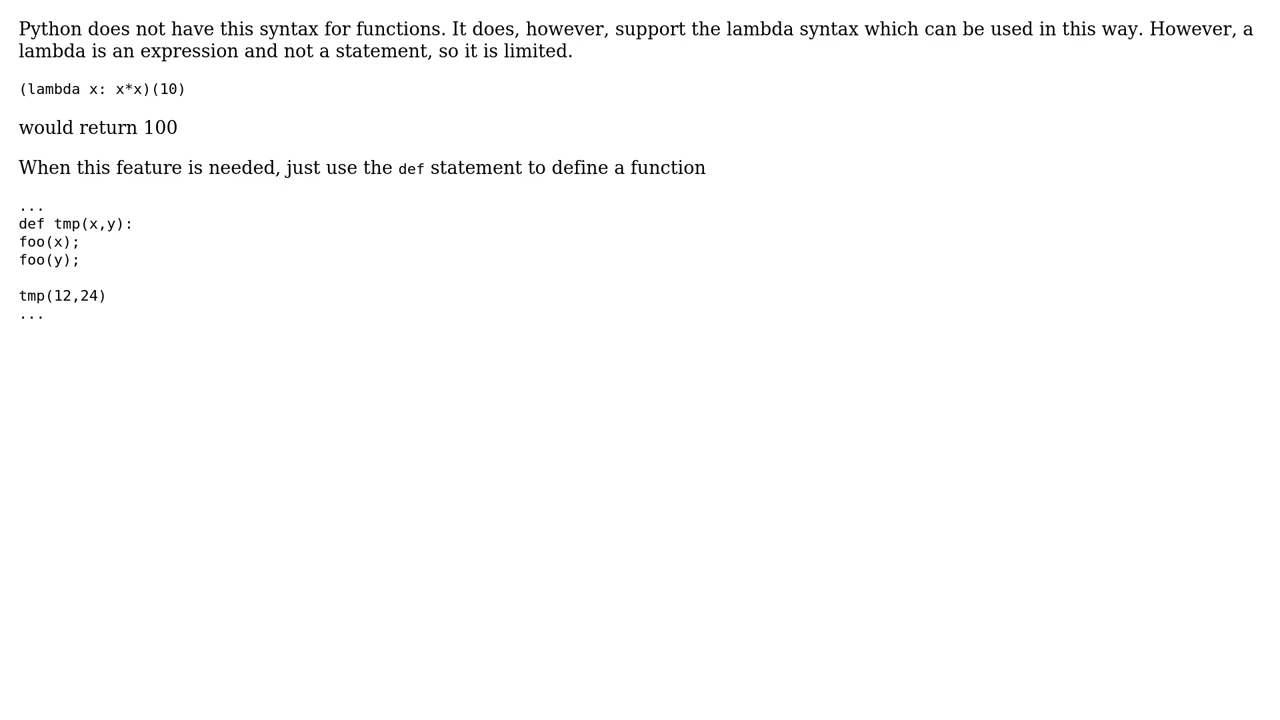 Python does not have this syntax for functions. It does, however, support the lambda syntax which can be used in this way. However, a
lambda is an expression and not a statement, so it is limited.
(lambda x: x*x)(10)
would return 100
When this feature is needed, just use the def statement to define a function
...
def tmp(x,y):
foo(x);
foo(y);
tmp(12,24)
...